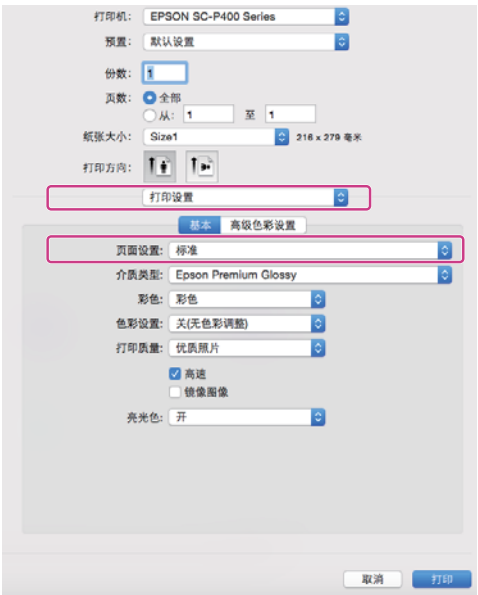 打印机: EPSON SC-P400 Series
预置: 默认设置
份数: 1
页数: 全部
从: 1 至 1
纸张大小: Size1 216 x 279 毫米
打印方向:
打印设置
基本 高级色彩设置
页面设置: 标准
介质类型: Epson Premium Glossy
彩色: 彩色
色彩设置: 关(无色彩调整)
打印质量: 优质照片
高速
镜像图像
亮光色: 开
取消 打印